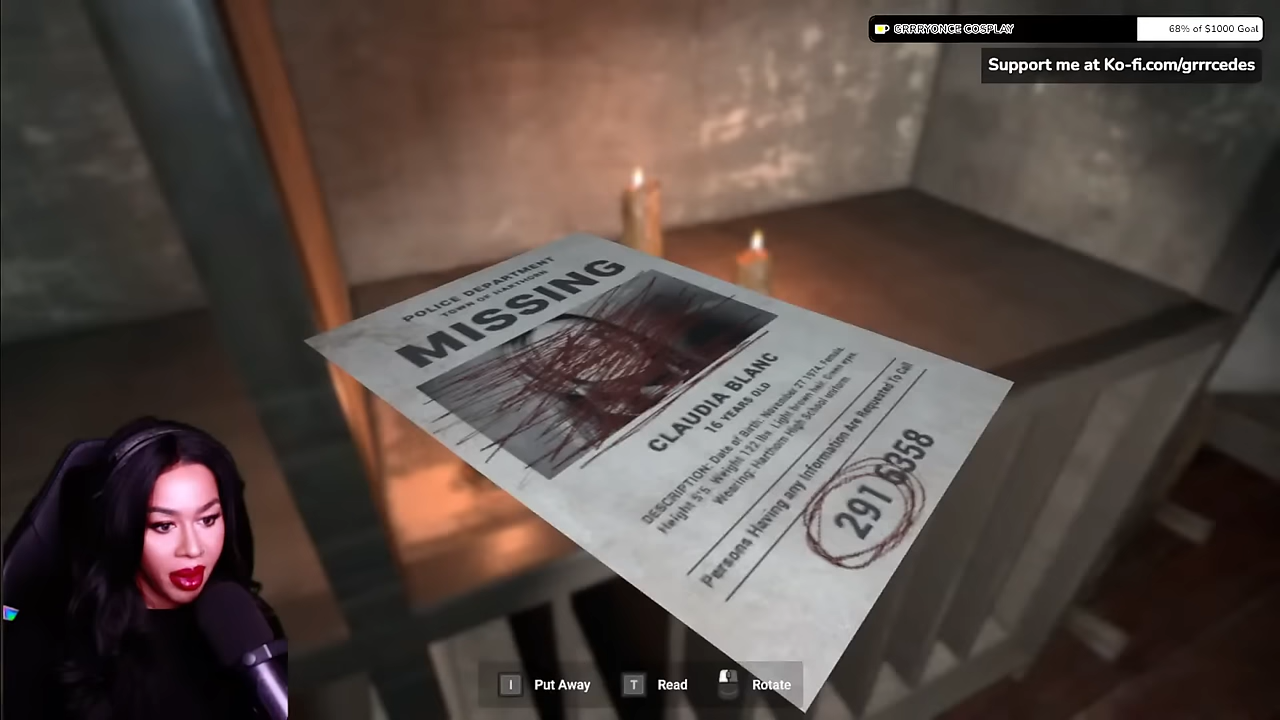 GRRRYONCE COSPLAY
68% of $1000 Goal
Support me at Ko-fi.com/grrrcedes
POLICE DEPARTMENT
TOWN OF HARTHORN
MISSING
CLAUDIA BLANC
16 YEARS OLD
DESCRIPTION: Date of Birth: November 27 1974, Female,
Height 5'5. Weight 122 lbs. Light brown hair. Green eyes.
Wearing: Harthorn High School uniform
Persons Having any Information Are Requested To Call
291 6358
I Put Away
T Read
Rotate